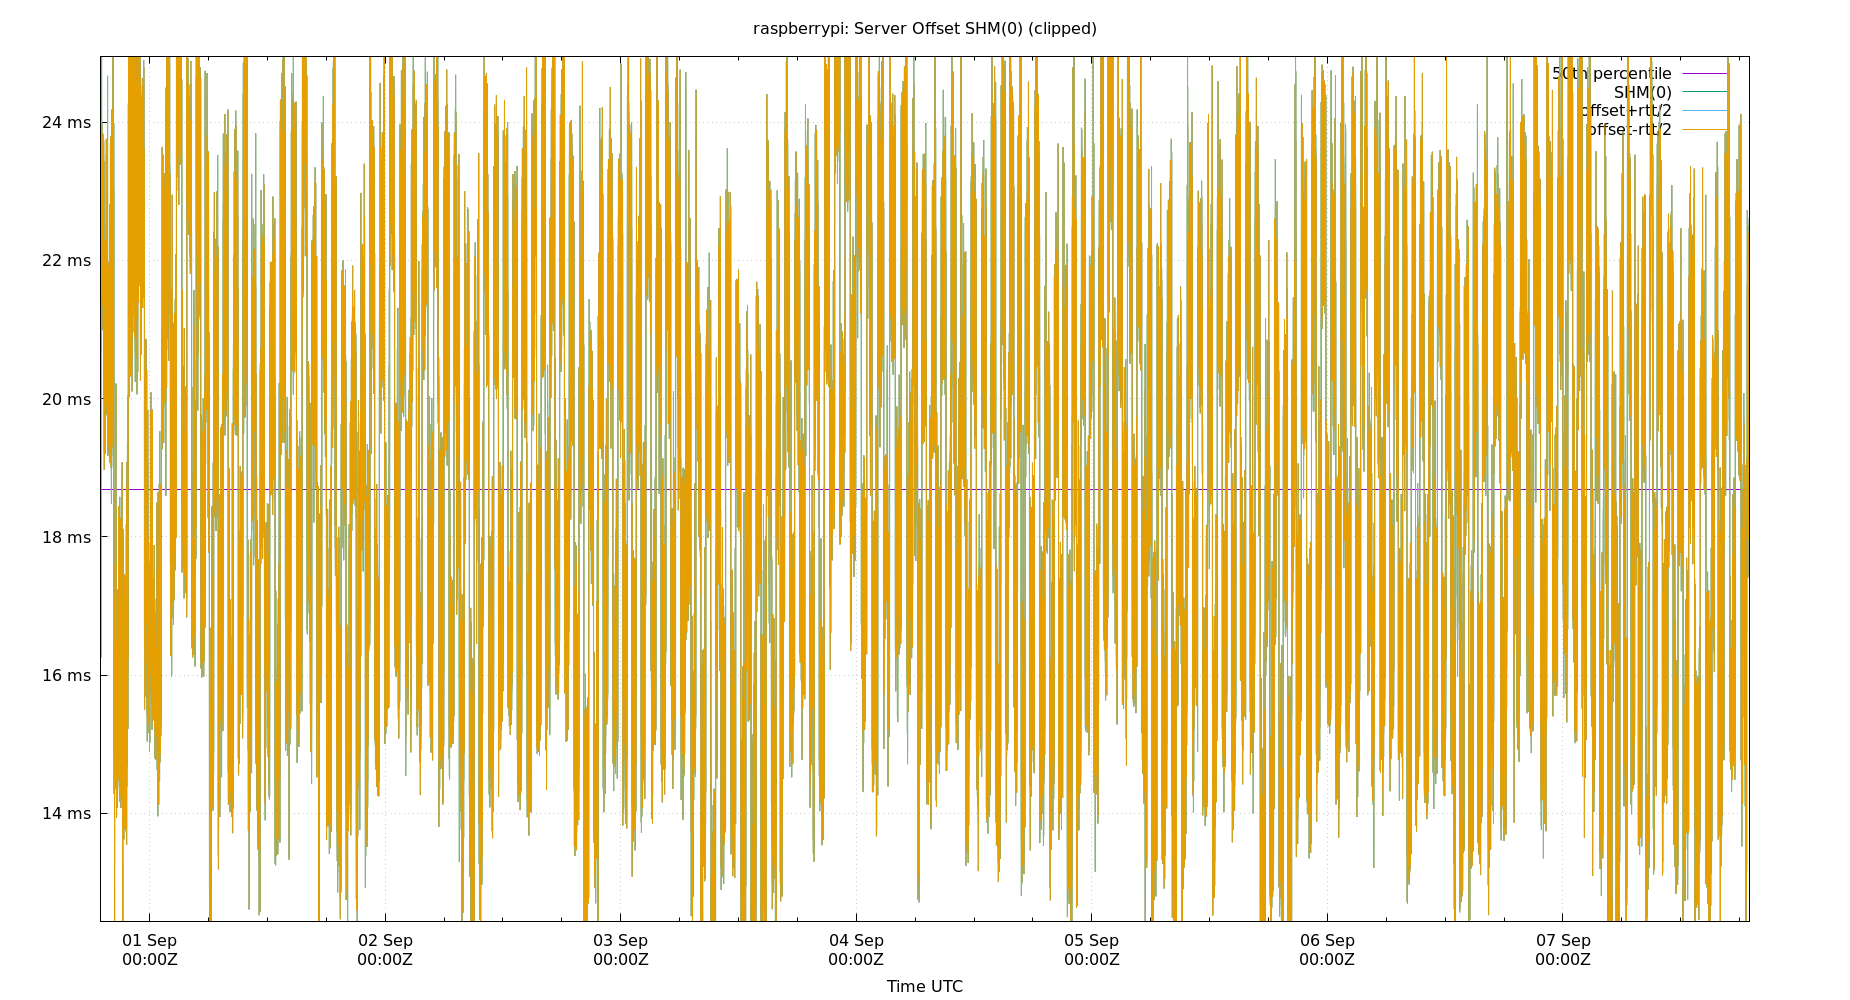 raspberrypi: Server Offset SHM(0) (clipped)
50th percentile
SHM(0)
offset+rtt/2
offset-rtt/2
24 ms
22 ms
20 ms
18 ms
16 ms
14 ms
01 Sep 02 Sep 03 Sep 04 Sep 05 Sep 06 Sep 07 Sep
00:00Z 00:00Z 00:00Z 00:00Z 00:00Z 00:00Z 00:00Z
Time UTC